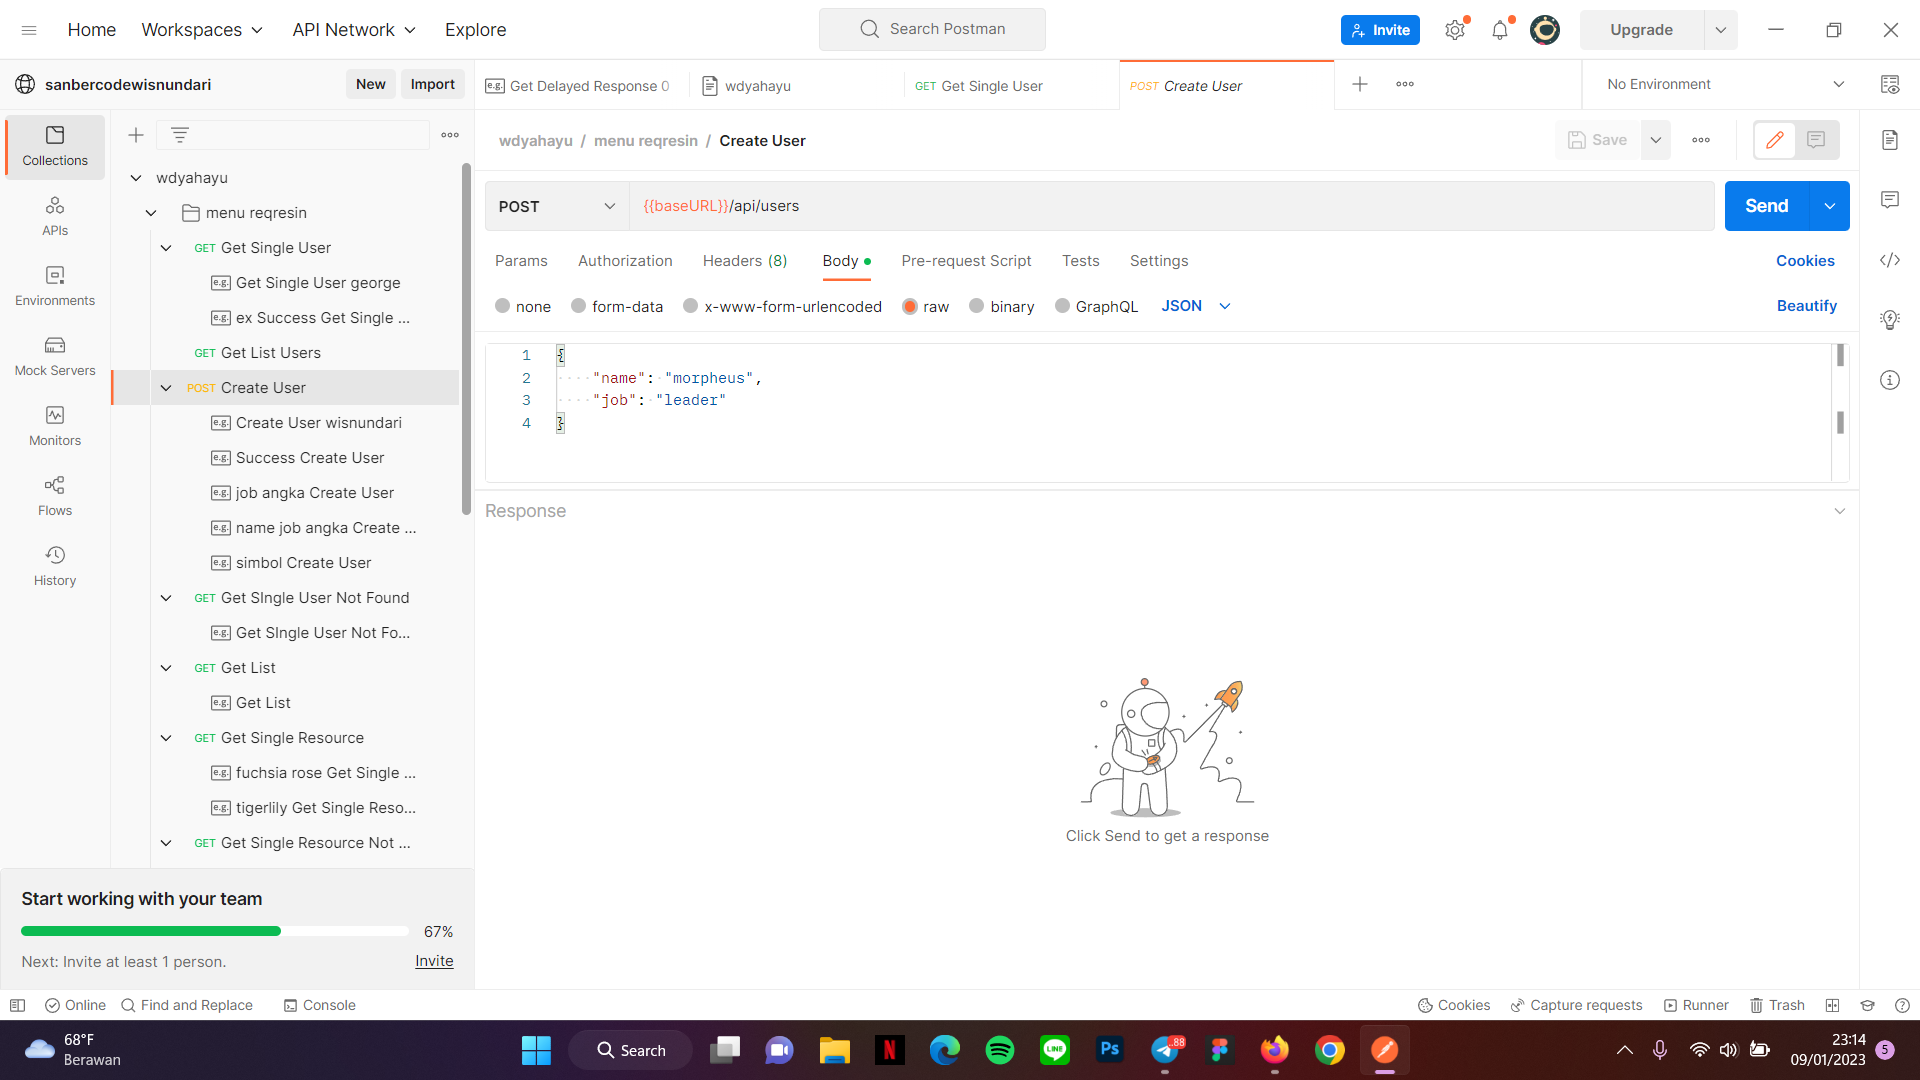 Home Workspaces API Network Explore Search Postman Invite Upgrade
sanbercodewisnundari New Import
e.g. Get Delayed Response 0 wdyahayu GET Get Single User POST Create User No Environment
wdyahayu / menu reqresin / Create User Save
POST {{baseURL}}/api/users Send
Params Authorization Headers (8) Body Pre-request Script Tests Settings Cookies
none form-data x-www-form-urlencoded raw binary GraphQL JSON Beautify
1 {
2 ····"name":·"morpheus",
3 ····"job":·"leader"
4 }
Response
Click Send to get a response
Collections
APIs
Environments
Mock Servers
Monitors
Flows
History
wdyahayu
menu reqresin
GET Get Single User
e.g. Get Single User george
e.g. ex Success Get Single ...
GET Get List Users
POST Create User
e.g. Create User wisnundari
e.g. Success Create User
e.g. job angka Create User
e.g. name job angka Create ...
e.g. simbol Create User
GET Get SIngle User Not Found
e.g. Get SIngle User Not Fo...
GET Get List
e.g. Get List
GET Get Single Resource
e.g. fuchsia rose Get Single ...
e.g. tigerlily Get Single Reso...
GET Get Single Resource Not ...
Start working with your team
67%
Next: Invite at least 1 person. Invite
Online Find and Replace Console Cookies Capture requests Runner Trash
68°F
Berawan
Search
N
LINE
Ps
88
23:14
09/01/2023
5